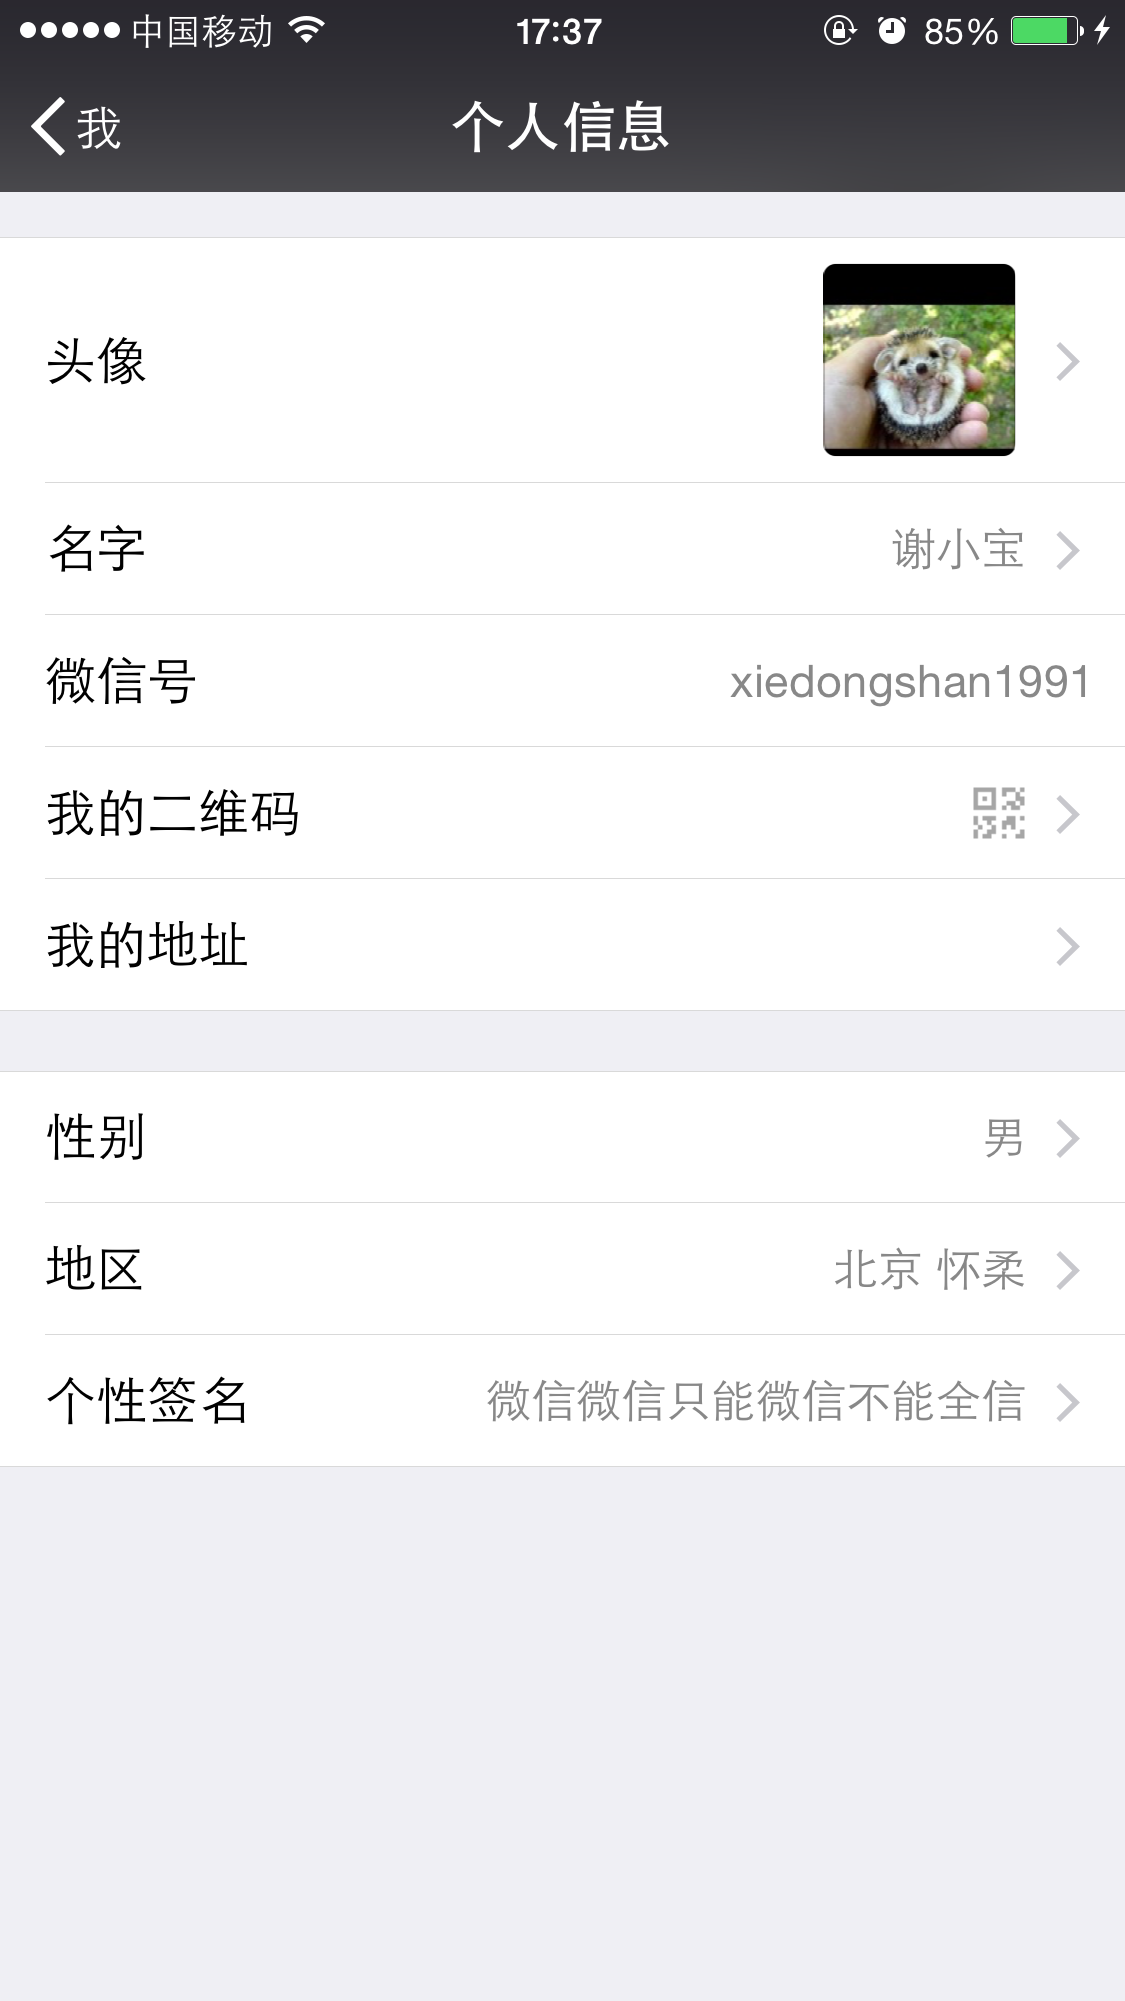 中国移动 17:37 85%
我 个人信息
头像
名字 谢小宝
微信号 xiedongshan1991
我的二维码
我的地址
性别 男
地区 北京 怀柔
个性签名 微信微信只能微信不能全信